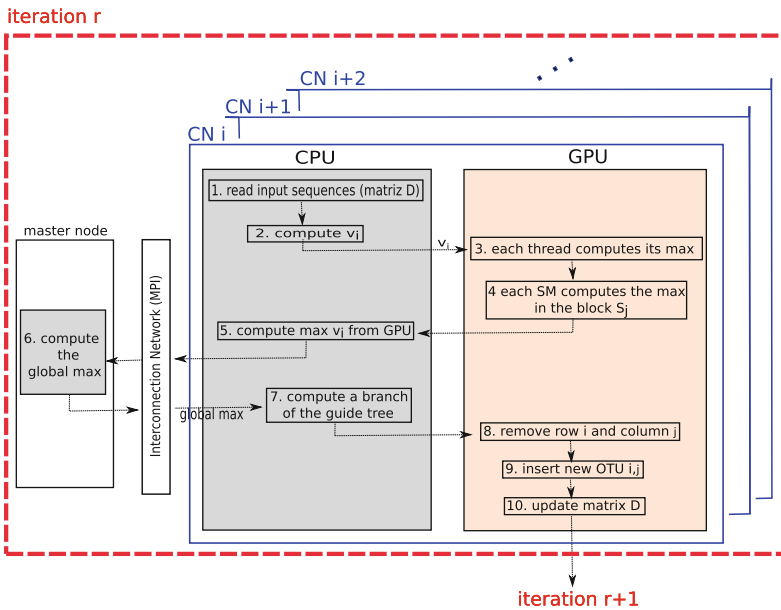 iteration r
CN i+2
CN i+1
CN i
CPU
GPU
1. read input sequences (matriz D)
2. compute vi
vi
3. each thread computes its max
4 each SM computes the max
in the block Sj
5. compute max vi from GPU
master node
6. compute
the
global max
Interconnection Network (MPI)
global max
7. compute a branch
of the guide tree
8. remove row i and column j
9. insert new OTU i,j
10. update matrix D
iteration r+1